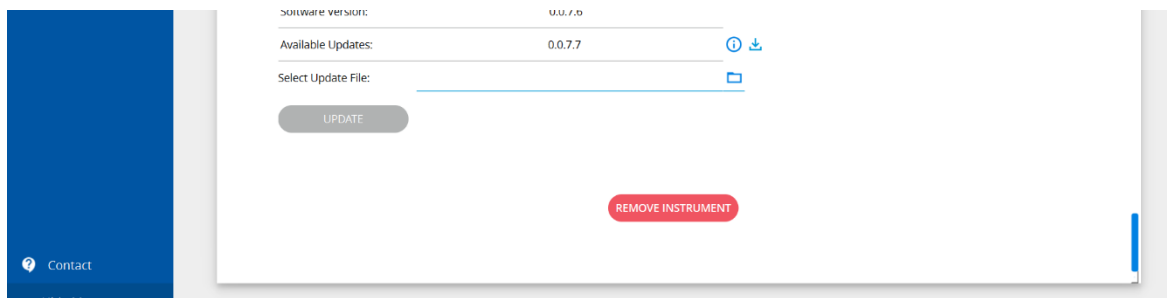 Software Version: 0.0.7.6
Available Updates: 0.0.7.7
Select Update File:
UPDATE
REMOVE INSTRUMENT
Contact